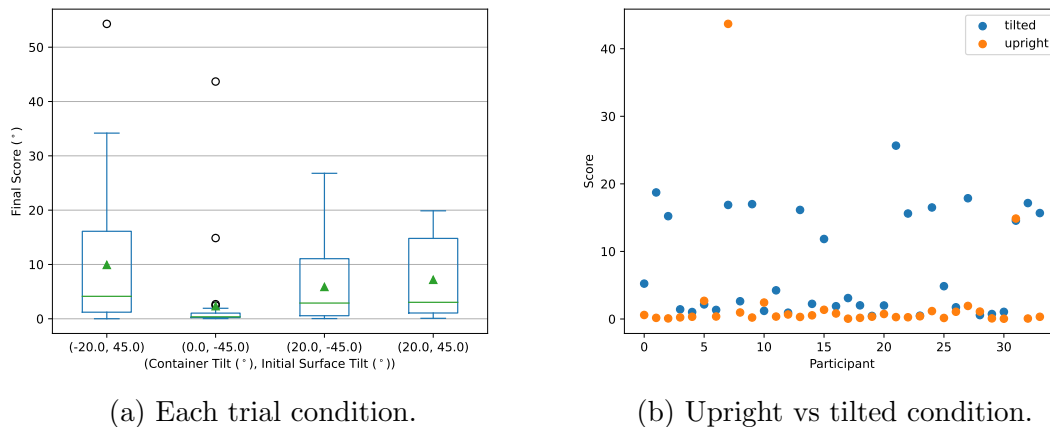 50
40
30
20
10
0
Final Score (°)
(-20.0, 45.0) (0.0, -45.0) (20.0, -45.0) (20.0, 45.0)
(Container Tilt (°), Initial Surface Tilt (°))
(a) Each trial condition.
tilted
upright
40
30
20
10
0
Score
0 5 10 15 20 25 30
Participant
(b) Upright vs tilted condition.